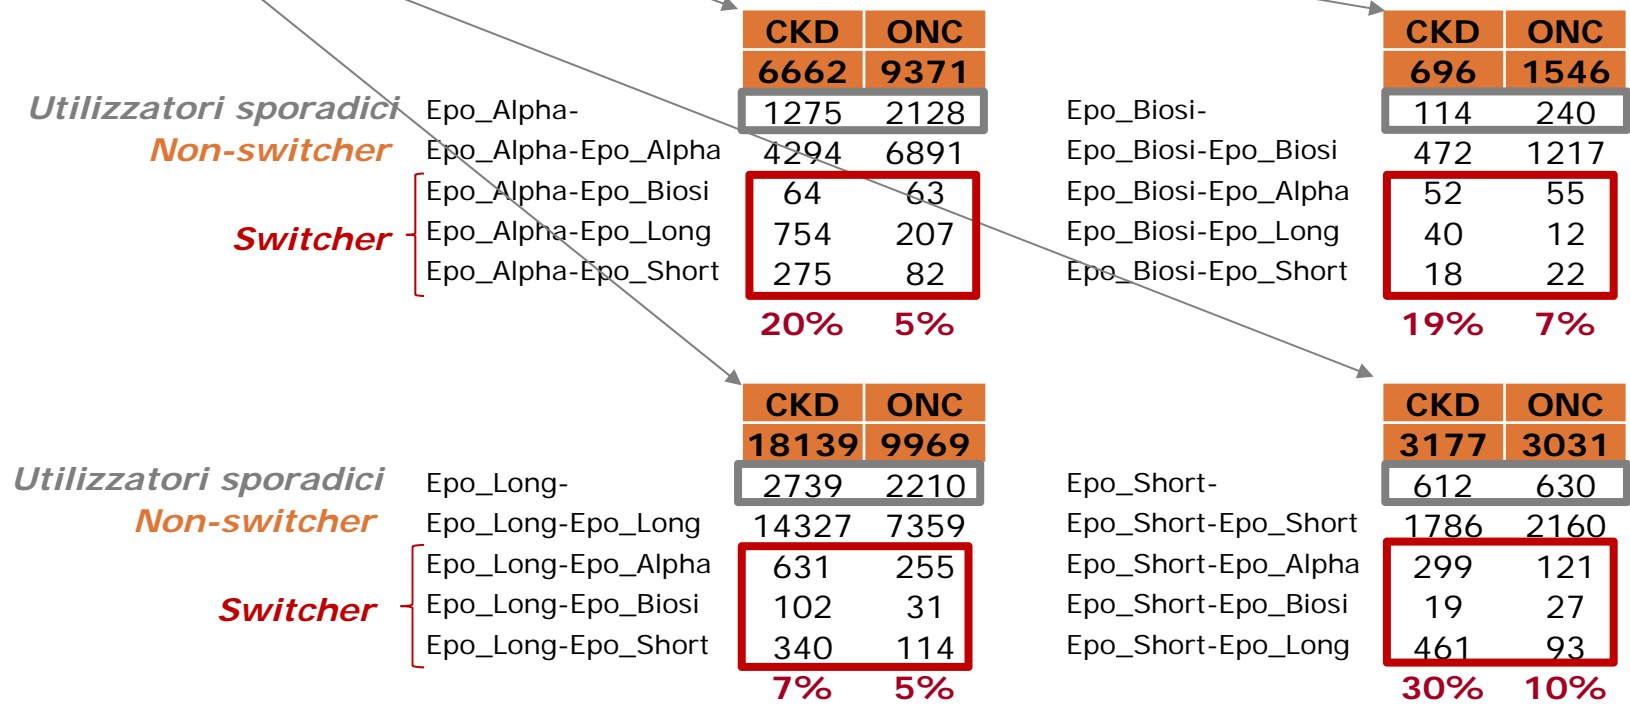 CKD ONC CKD ONC
6662 9371 696 1546
Utilizzatori sporadici Epo_Alpha- 1275 2128 Epo_Biosi- 114 240
Non-switcher Epo_Alpha-Epo_Alpha 4294 6891 Epo_Biosi-Epo_Biosi 472 1217
Epo_Alpha-Epo_Biosi 64 63 Epo_Biosi-Epo_Alpha 52 55
Switcher Epo_Alpha-Epo_Long 754 207 Epo_Biosi-Epo_Long 40 12
Epo_Alpha-Epo_Short 275 82 Epo_Biosi-Epo_Short 18 22
20% 5% 19% 7%
CKD ONC CKD ONC
18139 9969 3177 3031
Utilizzatori sporadici Epo_Long- 2739 2210 Epo_Short- 612 630
Non-switcher Epo_Long-Epo_Long 14327 7359 Epo_Short-Epo_Short 1786 2160
Epo_Long-Epo_Alpha 631 255 Epo_Short-Epo_Alpha 299 121
Switcher Epo_Long-Epo_Biosi 102 31 Epo_Short-Epo_Biosi 19 27
Epo_Long-Epo_Short 340 114 Epo_Short-Epo_Long 461 93
7% 5% 30% 10%